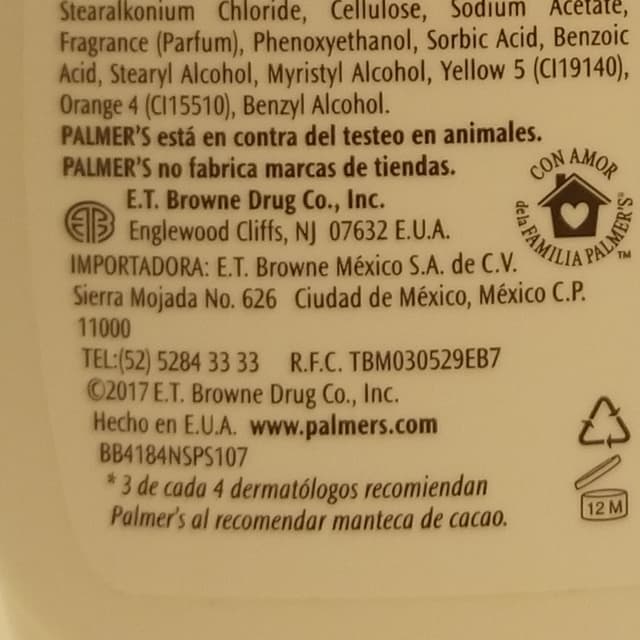 Stearalkonium Chloride, Cellulose, Sodium Acetate,
Fragrance (Parfum), Phenoxyethanol, Sorbic Acid, Benzoic
Acid, Stearyl Alcohol, Myristyl Alcohol, Yellow 5 (CI19140),
Orange 4 (CI15510), Benzyl Alcohol.
PALMER'S está en contra del testeo en animales.
PALMER'S no fabrica marcas de tiendas.
CON AMOR
de la FAMILIA PALMER'S™
ETB
E.T. Browne Drug Co., Inc.
Englewood Cliffs, NJ 07632 E.U.A.
IMPORTADORA: E.T. Browne México S.A. de C.V.
Sierra Mojada No. 626 Ciudad de México, México C.P.
11000
TEL:(52) 5284 33 33 R.F.C. TBM030529EB7
©2017 E.T. Browne Drug Co., Inc.
Hecho en E.U.A. www.palmers.com
BB4184NSPS107
* 3 de cada 4 dermatólogos recomiendan
Palmer's al recomendar manteca de cacao.
12 M